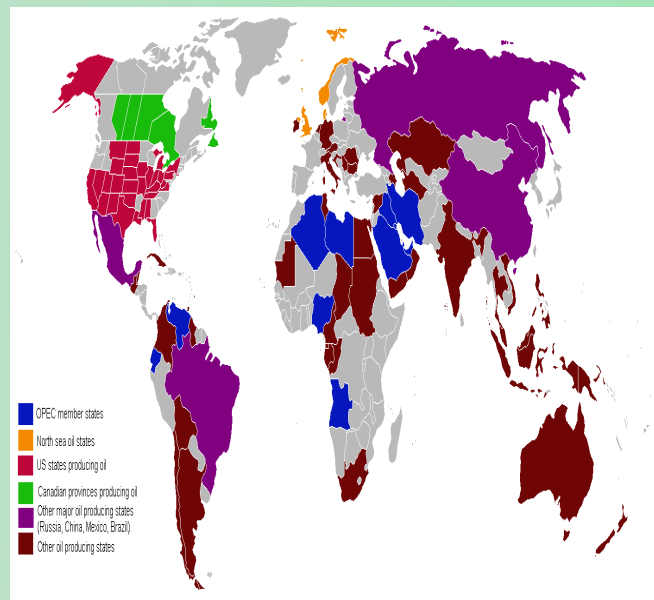 OPEC member states
North sea oil states
US states producing oil
Canadian provinces producing oil
Other major oil producing states
(Russia, China, Mexico, Brazil)
Other oil producing states